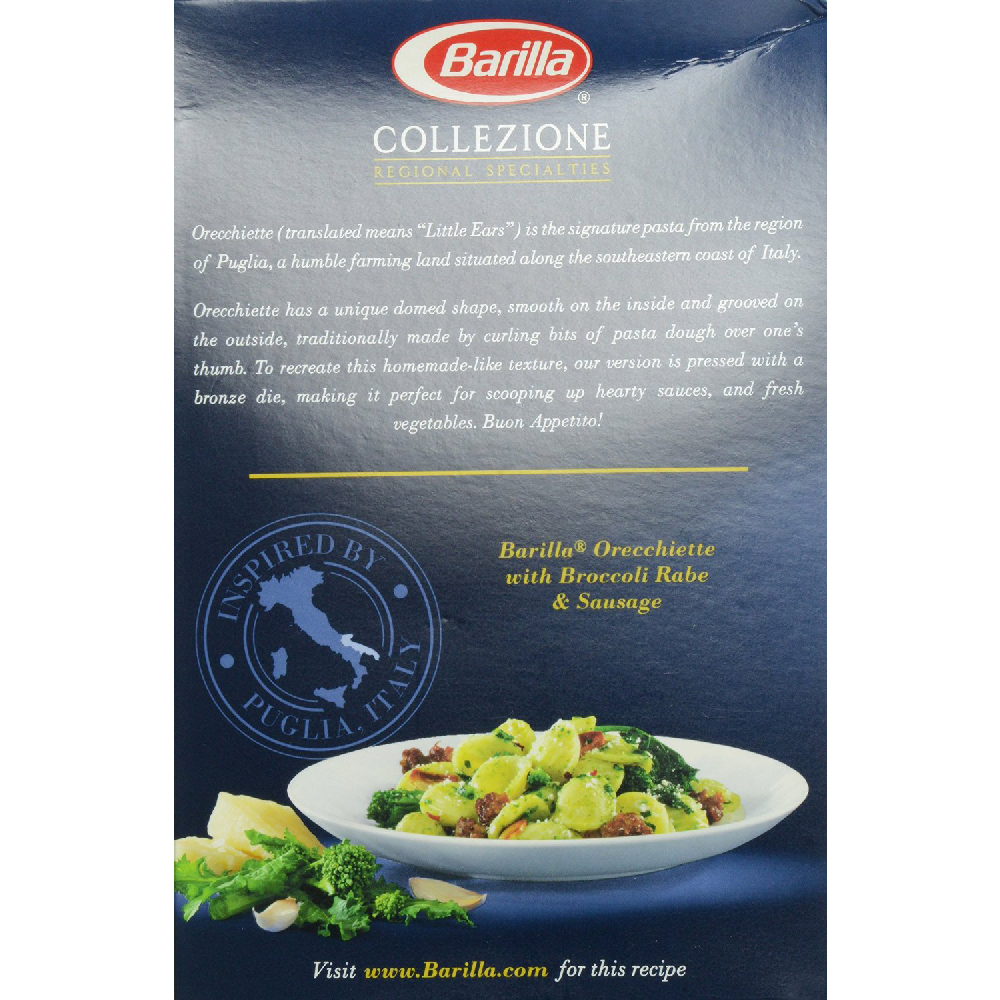 Barilla
®
COLLEZIONE
REGIONAL SPECIALTIES
Orecchiette (translated means “Little Ears”) is the signature pasta from the region
of Puglia, a humble farming land situated along the southeastern coast of Italy.
Orecchiette has a unique domed shape, smooth on the inside and grooved on
the outside, traditionally made by curling bits of pasta dough over one’s
thumb. To recreate this homemade-like texture, our version is pressed with a
bronze die, making it perfect for scooping up hearty sauces, and fresh
vegetables. Buon Appetito!
INSPIRED BY
PUGLIA, ITALY
Barilla® Orecchiette
with Broccoli Rabe
& Sausage
Visit www.Barilla.com for this recipe